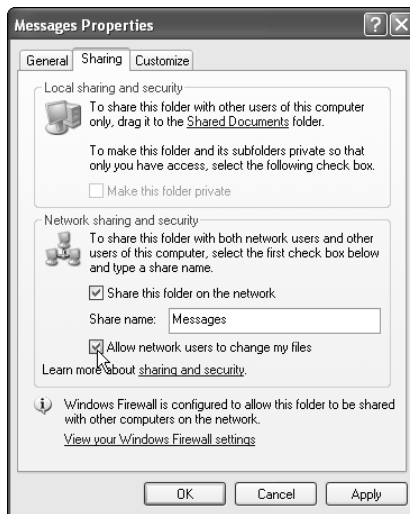 Messages Properties
General Sharing Customize
Local sharing and security
To share this folder with other users of this computer
only, drag it to the Shared Documents folder.
To make this folder and its subfolders private so that
only you have access, select the following check box.
Make this folder private
Network sharing and security
To share this folder with both network users and other
users of this computer, select the first check box below
and type a share name.
Share this folder on the network
Share name: Messages
Allow network users to change my files
Learn more about sharing and security.
Windows Firewall is configured to allow this folder to be shared
with other computers on the network.
View your Windows Firewall settings
OK Cancel Apply